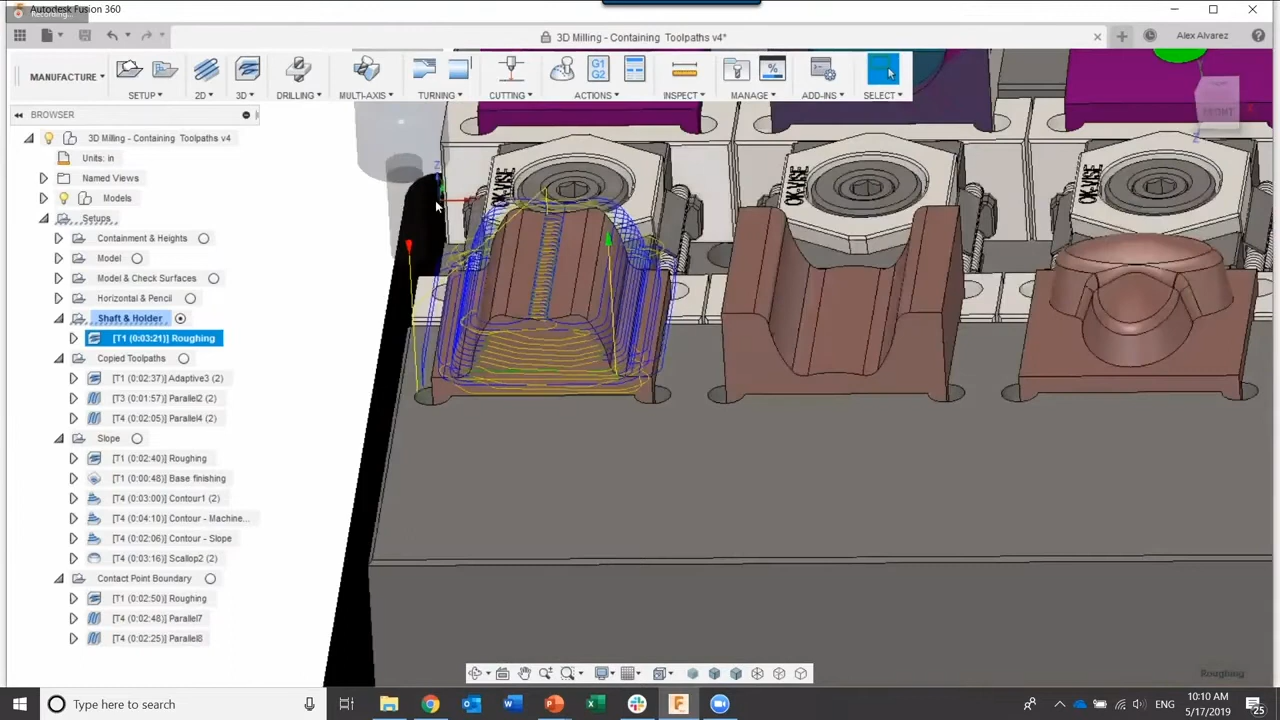 Autodesk Fusion 360
Recording...
3D Milling - Containing Toolpaths v4*
Alex Alvarez
MANUFACTURE
SETUP
2D
3D
DRILLING
MULTI-AXIS
TURNING
CUTTING
G1
G2
ACTIONS
INSPECT
MANAGE
ADD-INS
SELECT
BROWSER
3D Milling - Containing Toolpaths v4
Units: in
Named Views
Models
Setups
Containment & Heights
Model
Model & Check Surfaces
Horizontal & Pencil
Shaft & Holder
[T1 (0:03:21)] Roughing
Copied Toolpaths
[T1 (0:02:37)] Adaptive3 (2)
[T3 (0:01:57)] Parallel2 (2)
[T4 (0:02:05)] Parallel4 (2)
Slope
[T1 (0:02:40)] Roughing
[T1 (0:00:48)] Base finishing
[T4 (0:03:00)] Contour1 (2)
[T4 (0:04:10)] Contour - Machine...
[T4 (0:02:06)] Contour - Slope
[T4 (0:03:16)] Scallop2 (2)
Contact Point Boundary
[T1 (0:02:50)] Roughing
[T4 (0:02:48)] Parallel7
[T4 (0:02:25)] Parallel8
FRONT
Z
X
OK-VISE
OK-VISE
OK-VISE
Roughing
Type here to search
ENG
10:10 AM
5/17/2019
25